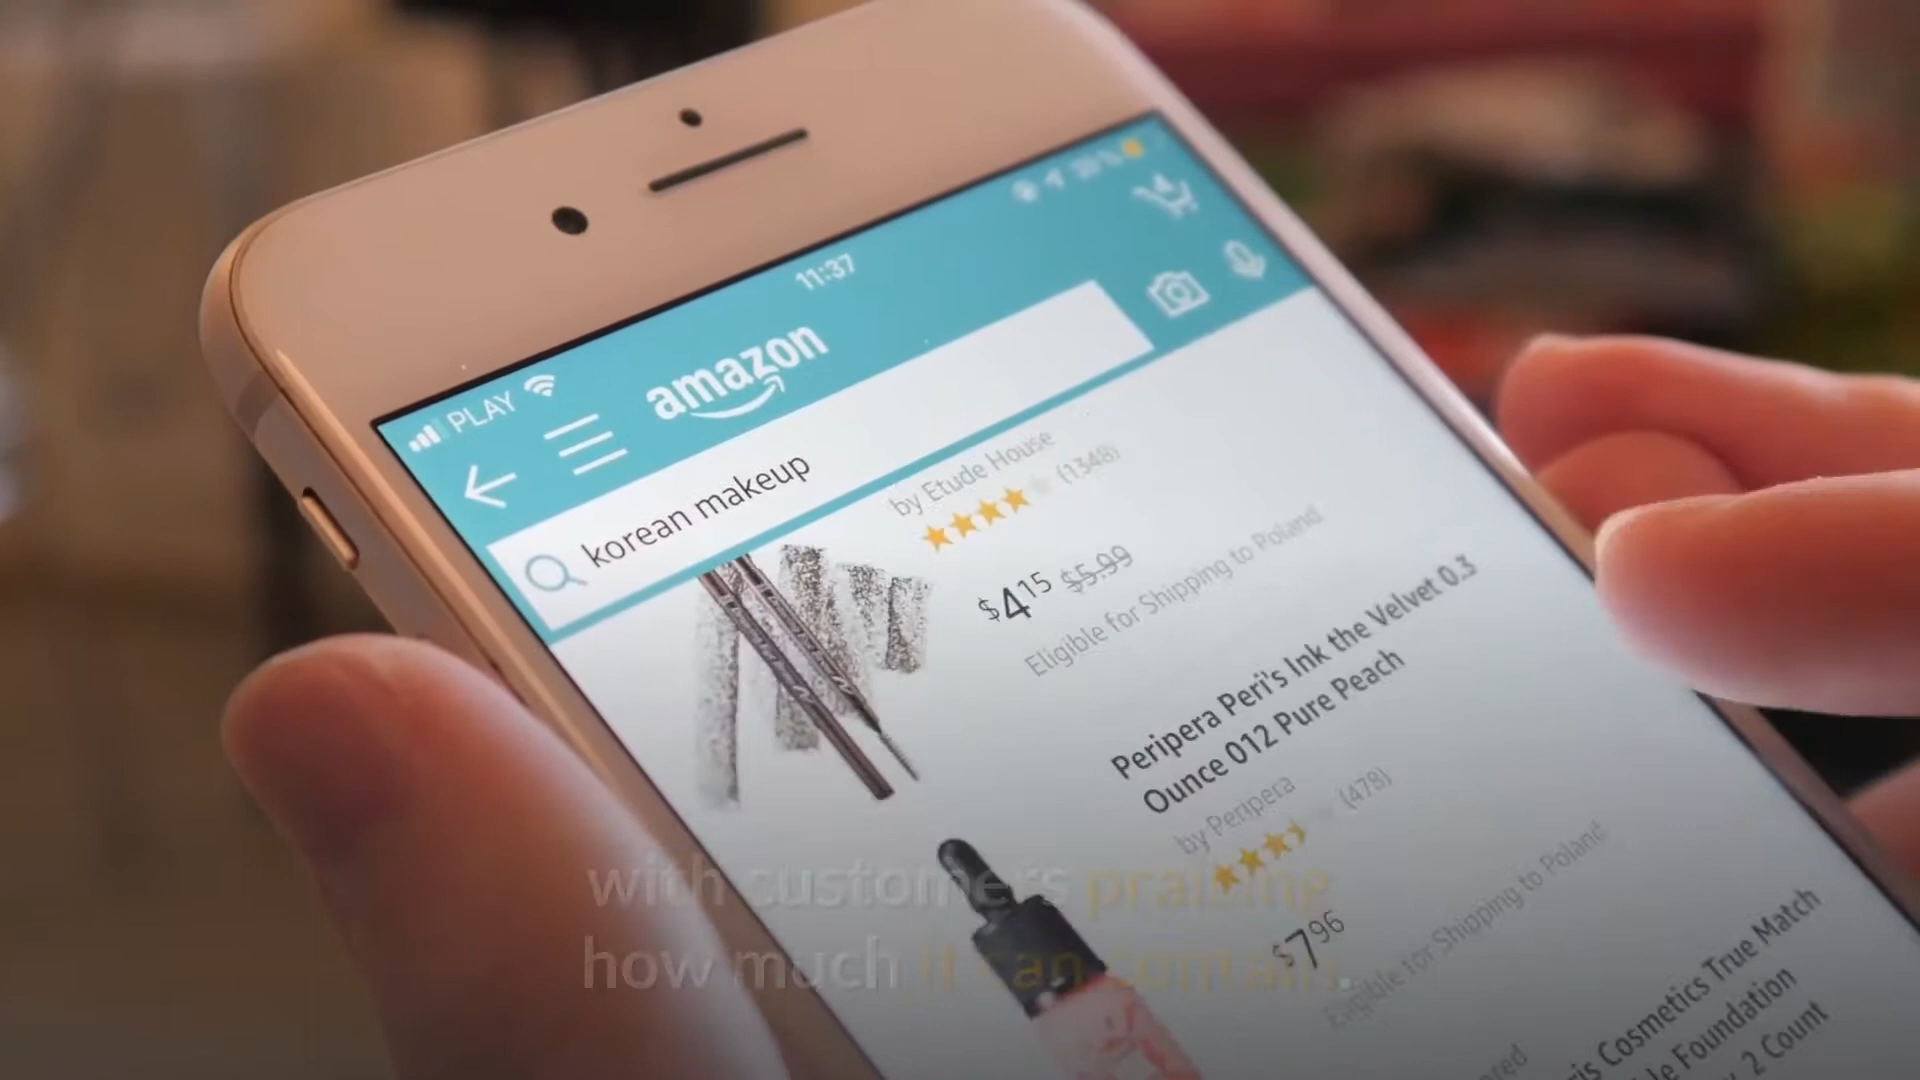 11:37
PLAY
amazon
korean makeup
by Etude House
(1348)
$4.15 $5.99
Eligible for Shipping to Poland
Peripera Peri's Ink the Velvet 0.3
Ounce 012 Pure Peach
by Peripera
(478)
$7.96
Eligible for Shipping to Poland
Cosmetics True Match
Foundation
2 Count
with customers praising
how much it can contain.